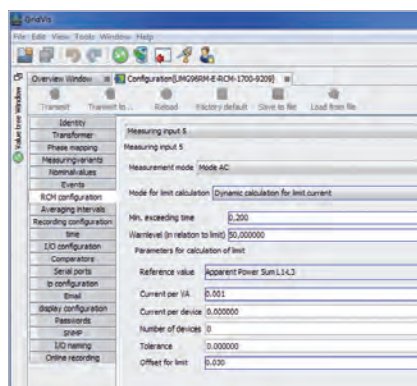 GridVis
File Edit View Tools Window Help
Overview Window
Configuration[UMG96RM-E-RCM-1700-9209]
Transmit Transmit to... Reload Factory default Save to file Load from file
Value tree Window
Identity
Transformer
Phase mapping
Measuringvariants
Nominalvalues
Events
RCM configuration
Averaging intervals
Recording configuration
time
I/O configuration
Comparators
Serial ports
ip configuration
Email
display configuration
Passwords
SNMP
I/O naming
Online recording
Measuring input 5
Measuring input 5
Measurement mode Mode AC
Mode for limit calculation Dynamic calculation for limit current
Min. exceeding time 0,200
Warnlevel (in relation to limit) 50,000000
Parameters for calculation of limit
Reference value Apparent Power Sum L1-L3
Current per VA 0.001
Current per device 0.000000
Number of devices 0
Tolerance 0.000000
Offset for limit 0.030